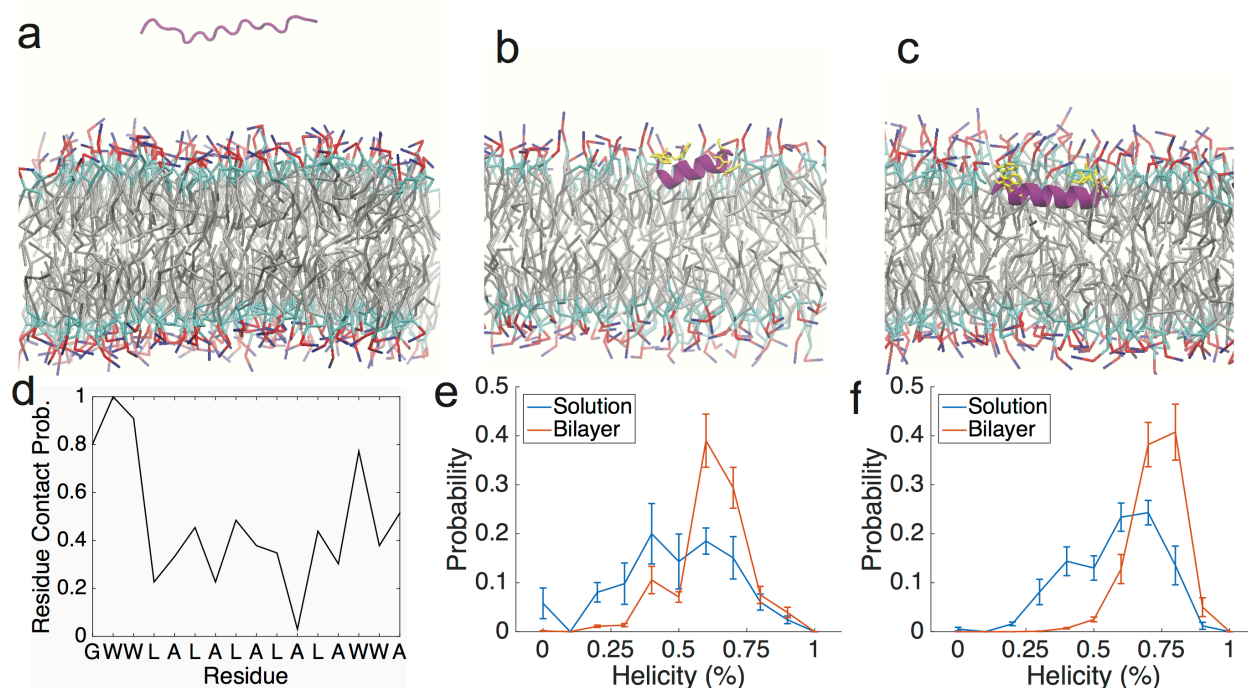 a
b
c
d
1
0.8
0.6
0.4
0.2
0
Residue Contact Prob.
G W W L A L A L A L A L A W W A
Residue
e
Solution
Bilayer
0.5
0.4
0.3
0.2
0.1
0
Probability
0 0.25 0.5 0.75 1
Helicity (%)
f
Solution
Bilayer
0.5
0.4
0.3
0.2
0.1
0
Probability
0 0.25 0.5 0.75 1
Helicity (%)